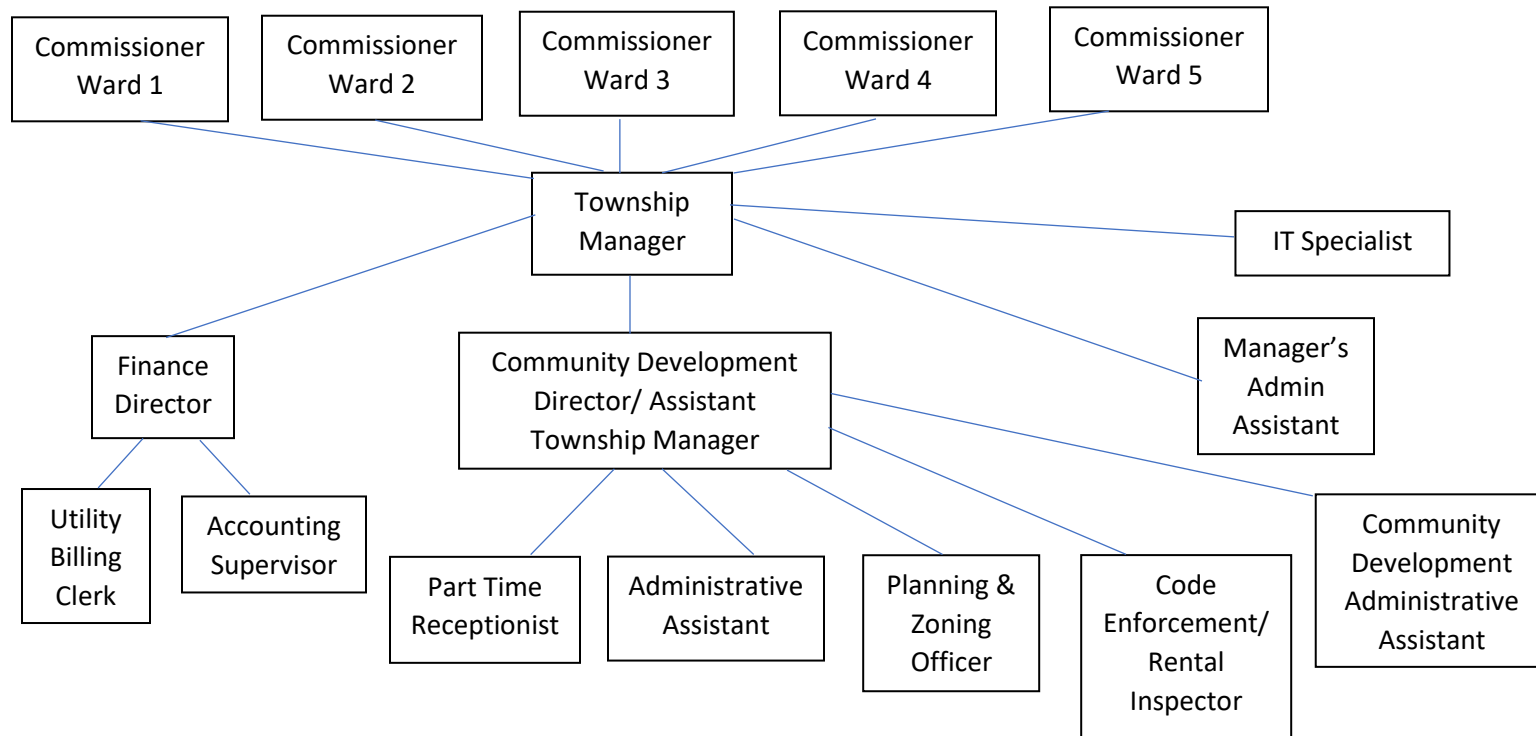 Commissioner
Ward 1
Commissioner
Ward 2
Commissioner
Ward 3
Commissioner
Ward 4
Commissioner
Ward 5
Township
Manager
IT Specialist
Finance
Director
Community Development
Director/ Assistant
Township Manager
Manager’s
Admin
Assistant
Utility
Billing
Clerk
Accounting
Supervisor
Part Time
Receptionist
Administrative
Assistant
Planning &
Zoning
Officer
Code
Enforcement/
Rental
Inspector
Community
Development
Administrative
Assistant